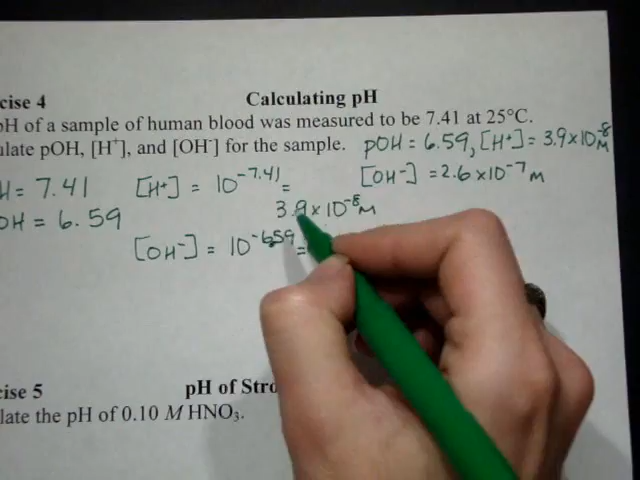 cise 4 Calculating pH
pH of a sample of human blood was measured to be 7.41 at 25°C.
ulate pOH, [H⁺], and [OH⁻] for the sample. pOH = 6.59, [H+] = 3.9 x 10⁻⁸ M
H = 7.41 [H+] = 10⁻⁷·⁴¹ = [OH-] = 2.6 x 10⁻⁷ M
3.9 x 10⁻⁸ M
OH = 6.59
[OH-] = 10⁻⁶·⁵⁹ =
cise 5 pH of Stro
late the pH of 0.10 M HNO₃.